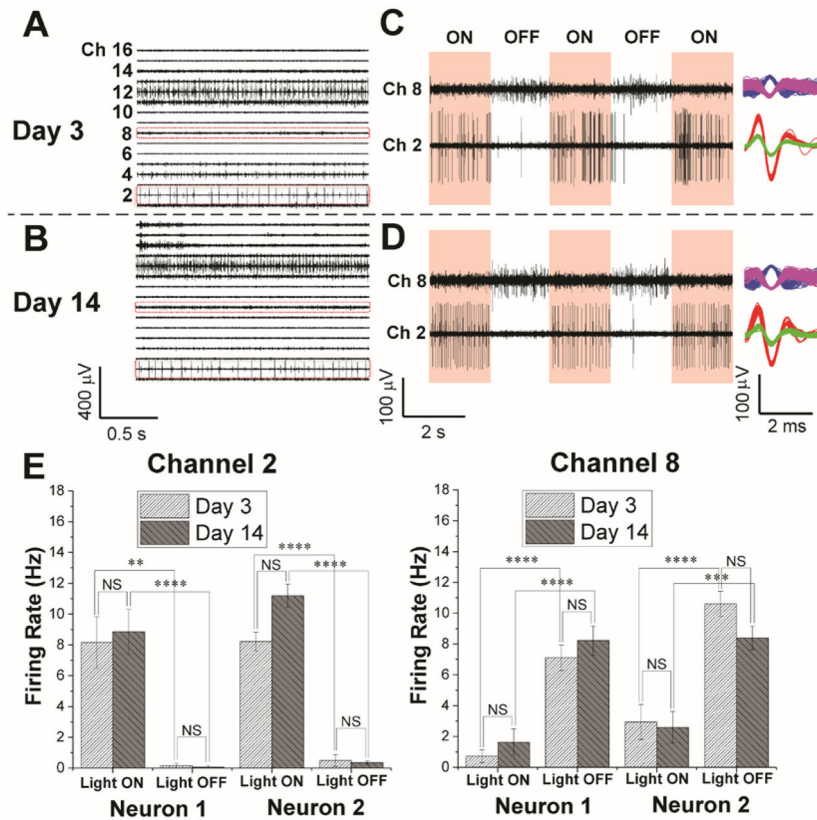 A
Ch 16
14
12
10
8
6
4
2
Day 3
C
ON OFF ON OFF ON
Ch 8
Ch 2
B
Day 14
400 µV
0.5 s
D
Ch 8
Ch 2
100 µV
2 s
100 µV
2 ms
E
Channel 2
Firing Rate (Hz)
18
16
14
12
10
8
6
4
2
0
Day 3
Day 14
**
NS
****
NS
****
NS
****
NS
Light ON Light OFF Light ON Light OFF
Neuron 1 Neuron 2
Channel 8
Firing Rate (Hz)
18
16
14
12
10
8
6
4
2
0
Day 3
Day 14
****
****
NS
NS
****
NS
***
NS
Light ON Light OFF Light ON Light OFF
Neuron 1 Neuron 2